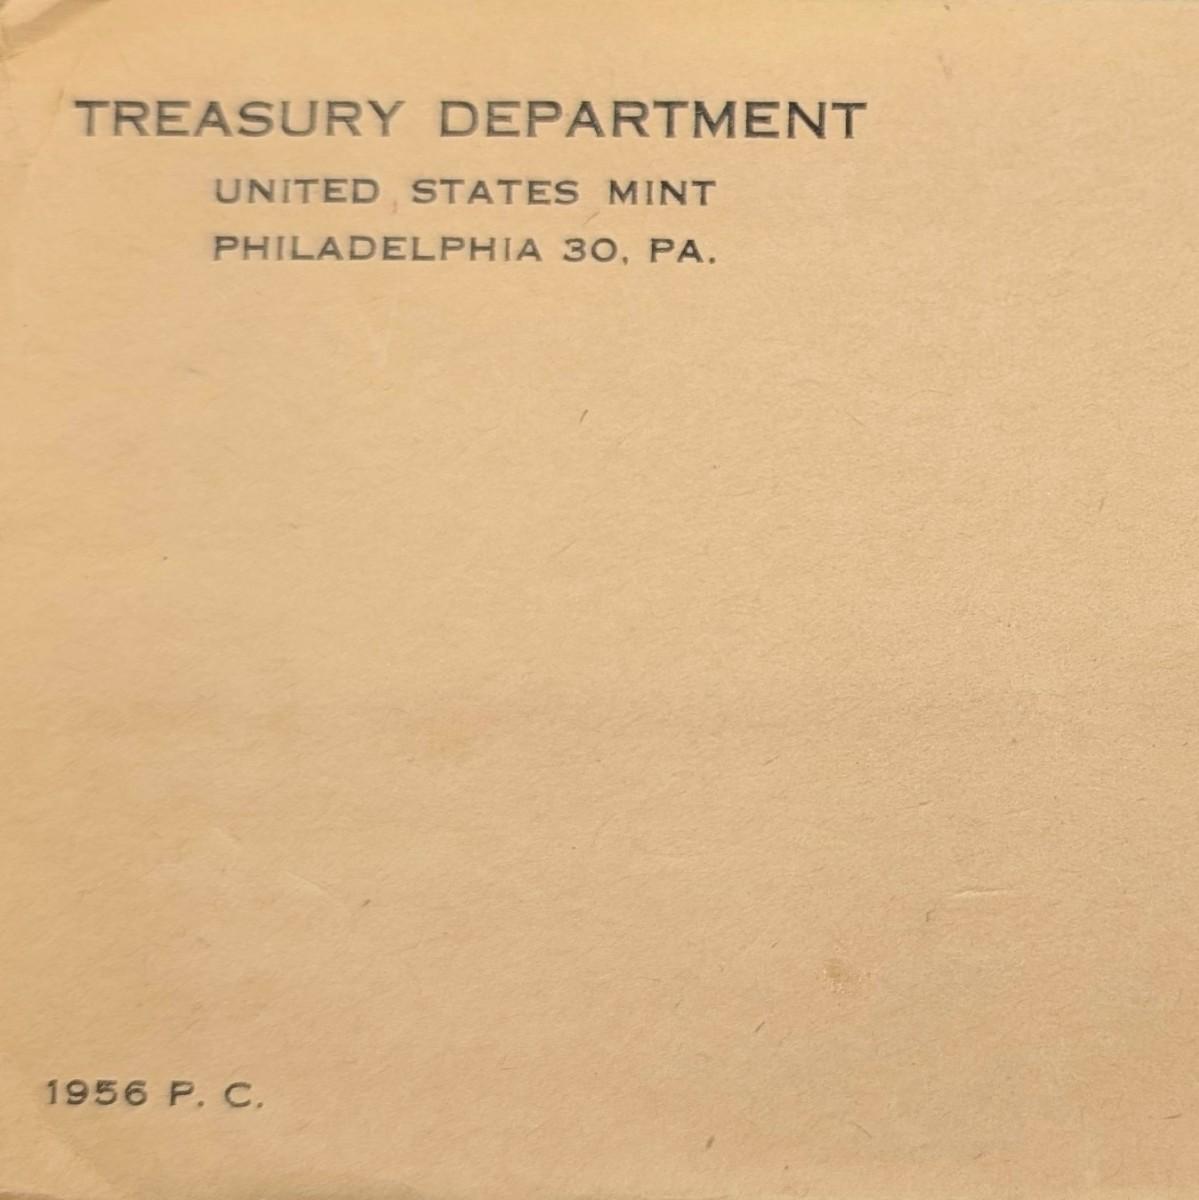 TREASURY DEPARTMENT
UNITED STATES MINT
PHILADELPHIA 30, PA.
1956 P. C.